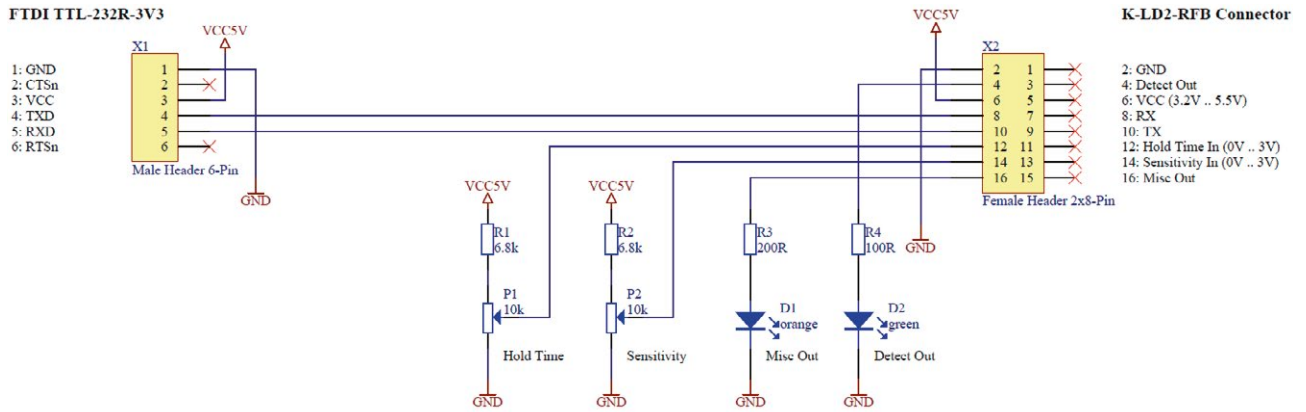 FTDI TTL-232R-3V3
K-LD2-RFB Connector
VCC5V
VCC5V
X1
X2
1: GND
2: CTSn
3: VCC
4: TXD
5: RXD
6: RTSn
1
2
3
4
5
6
Male Header 6-Pin
GND
2 1
4 3
6 5
8 7
10 9
12 11
14 13
16 15
Female Header 2x8-Pin
2: GND
4: Detect Out
6: VCC (3.2V .. 5.5V)
8: RX
10: TX
12: Hold Time In (0V .. 3V)
14: Sensitivity In (0V .. 3V)
16: Misc Out
VCC5V
VCC5V
R1
6.8k
R2
6.8k
R3
200R
R4
100R
GND
P1
10k
P2
10k
D1
orange
D2
green
Hold Time
Sensitivity
Misc Out
Detect Out
GND
GND
GND
GND